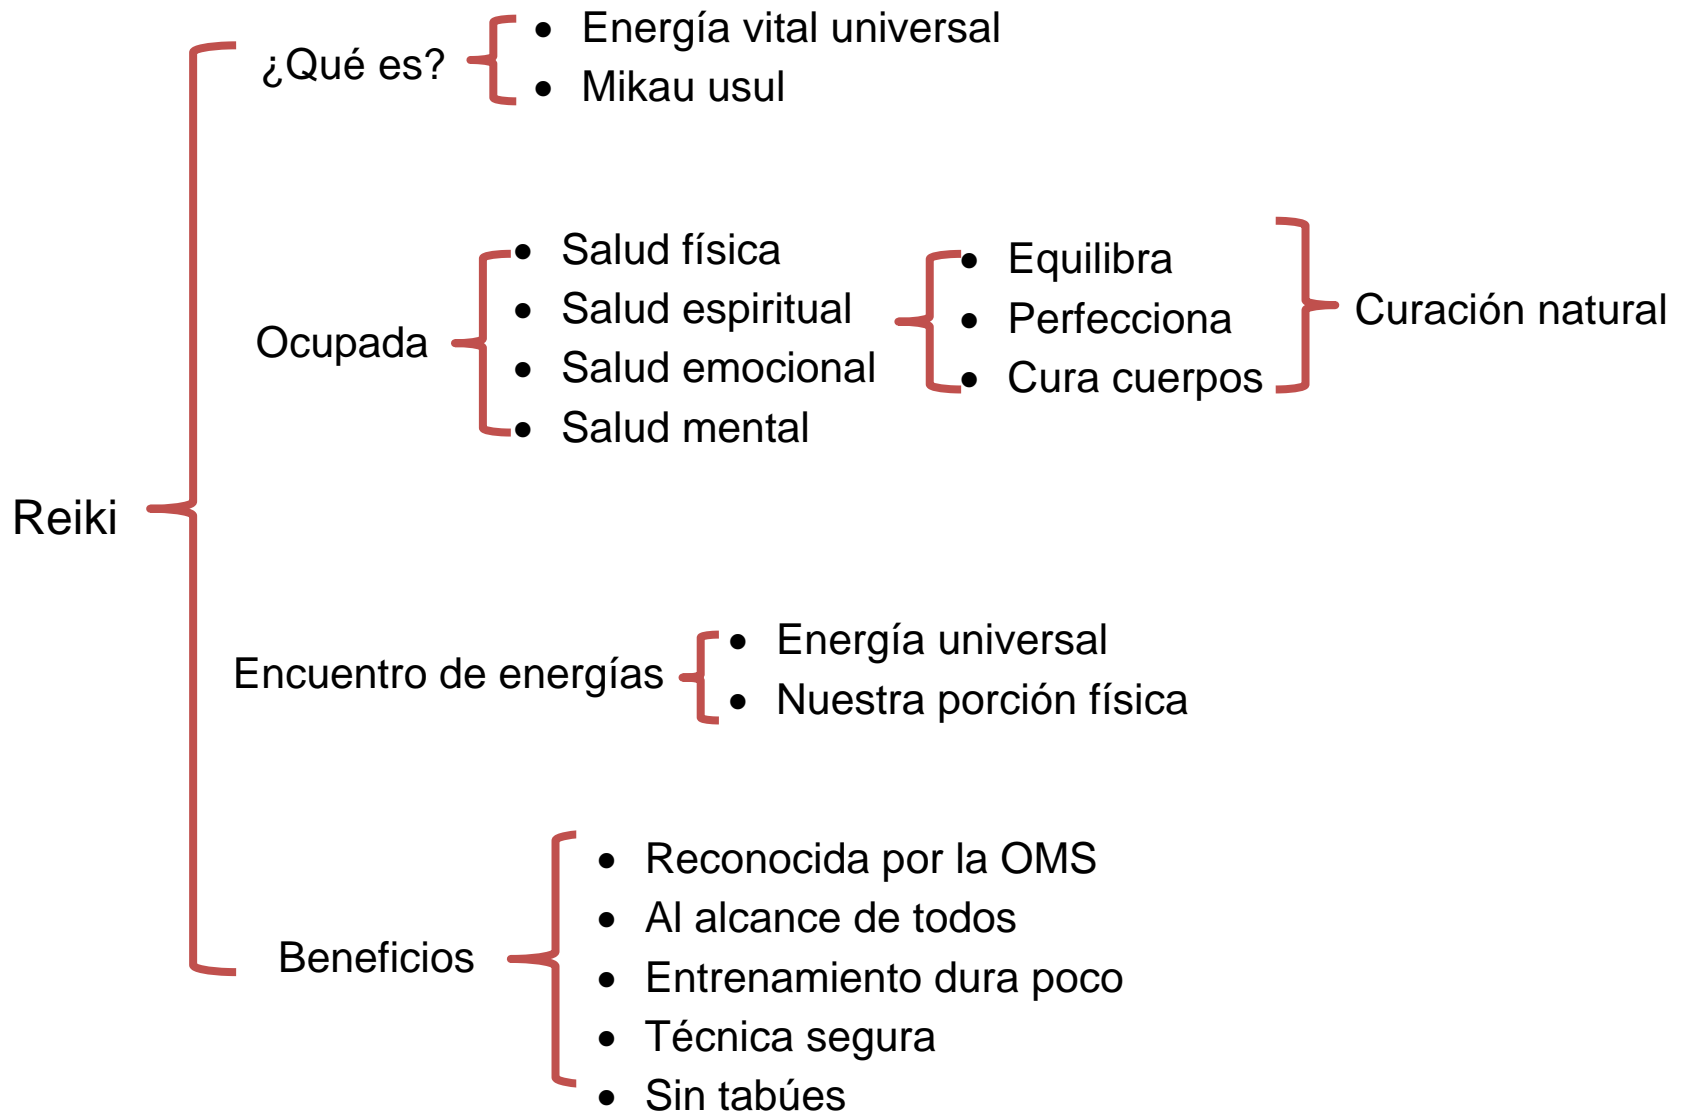 Reiki
¿Qué es?
• Energía vital universal
• Mikau usul
Ocupada
• Salud física
• Salud espiritual
• Salud emocional
• Salud mental
• Equilibra
• Perfecciona
• Cura cuerpos
Curación natural
Encuentro de energías
• Energía universal
• Nuestra porción física
Beneficios
• Reconocida por la OMS
• Al alcance de todos
• Entrenamiento dura poco
• Técnica segura
• Sin tabúes